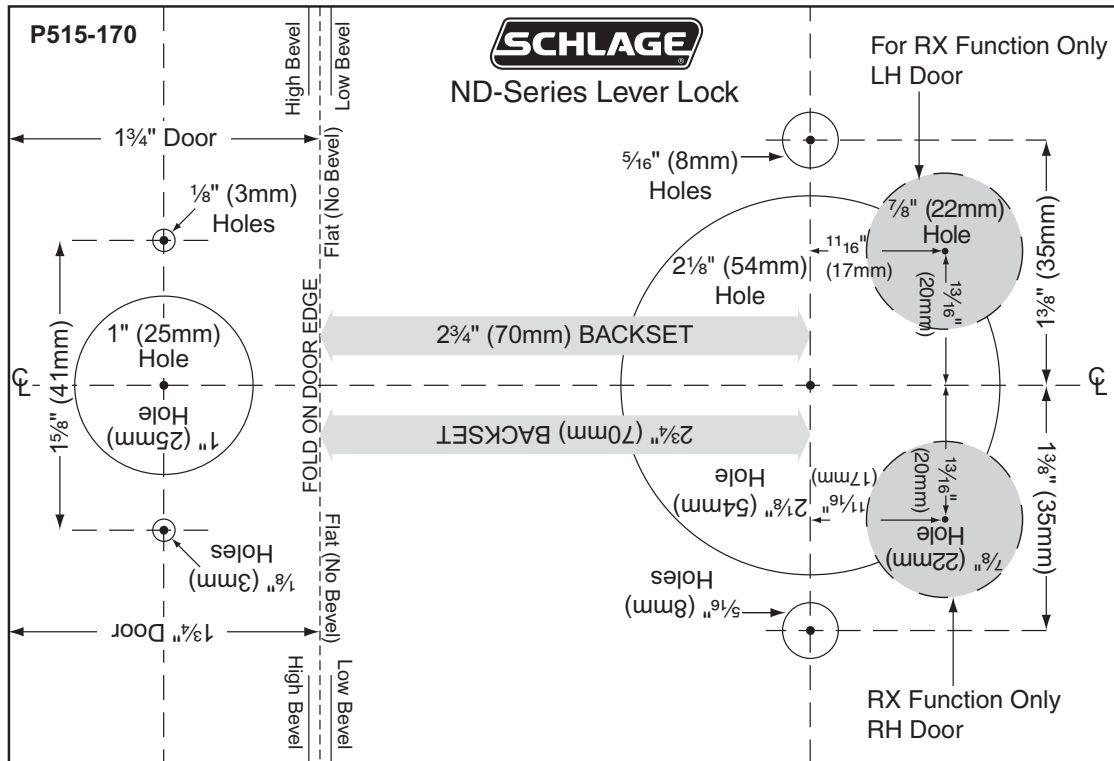 P515-170
SCHLAGE
®
ND-Series Lever Lock
For RX Function Only
LH Door
High Bevel
Low Bevel
1¾" Door
Flat (No Bevel)
5⁄16" (8mm)
Holes
⅛" (3mm)
Holes
⅞" (22mm)
Hole
11 16"
(17mm)
13⁄16"
(20mm)
1⅜" (35mm)
2⅛" (54mm)
Hole
1" (25mm)
Hole
2¾" (70mm) BACKSET
FOLD ON DOOR EDGE
1⅝" (41mm)
CL
CL
1" (25mm)
Hole
2¾" (70mm) BACKSET
2⅛" (54mm)
Hole
11⁄16"
(17mm)
13⁄16"
(20mm)
1⅜" (35mm)
⅞" (22mm)
Hole
⅛" (3mm)
Holes
5⁄16" (8mm)
Holes
Flat (No Bevel)
1¾" Door
High Bevel
Low Bevel
RX Function Only
RH Door